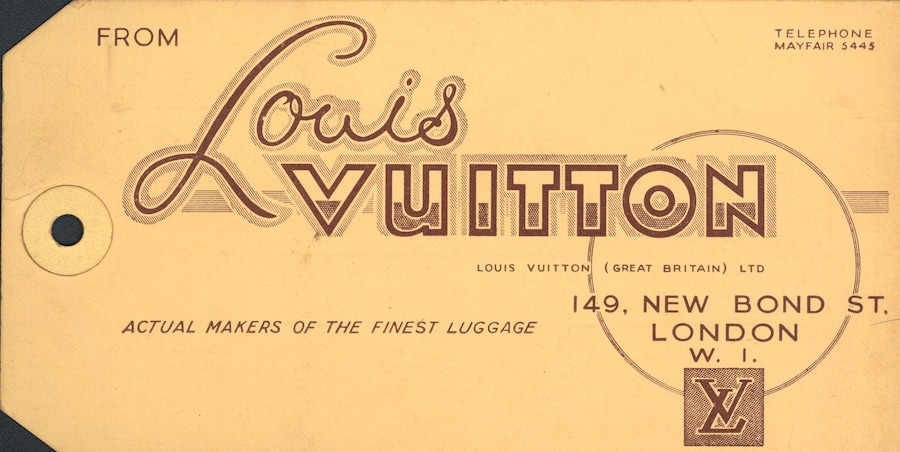 FROM
TELEPHONE
MAYFAIR 5445
Louis
VUITTON
LOUIS VUITTON (GREAT BRITAIN) LTD
149, NEW BOND ST,
LONDON
W. 1.
ACTUAL MAKERS OF THE FINEST LUGGAGE
LV